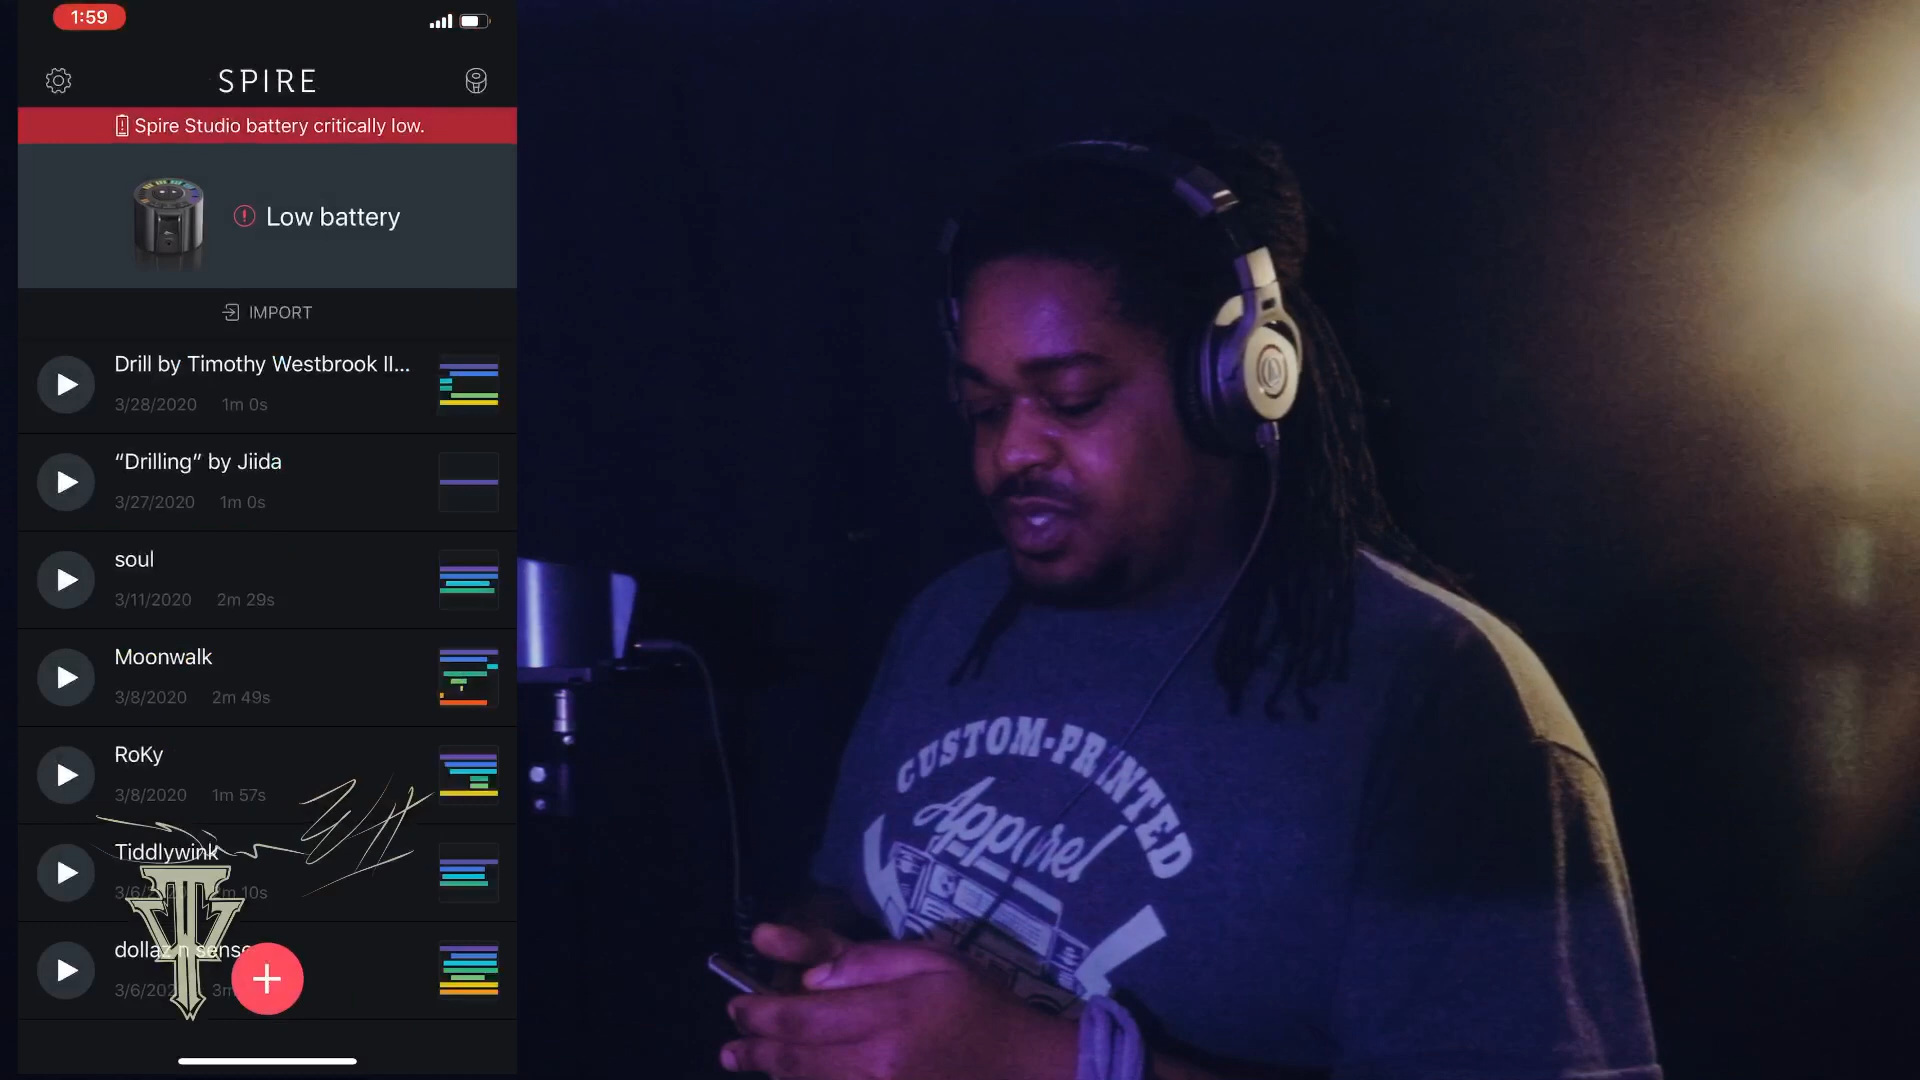 1:59
SPIRE
Spire Studio battery critically low.
Low battery
IMPORT
Drill by Timothy Westbrook II...
3/28/2020 1m 0s
"Drilling" by Jiida
3/27/2020 1m 0s
soul
3/11/2020 2m 29s
Moonwalk
3/8/2020 2m 49s
RoKy
3/8/2020 1m 57s
Tiddlywink
10s
dollaz n sense
CUSTOM-PRINTED
Apparel